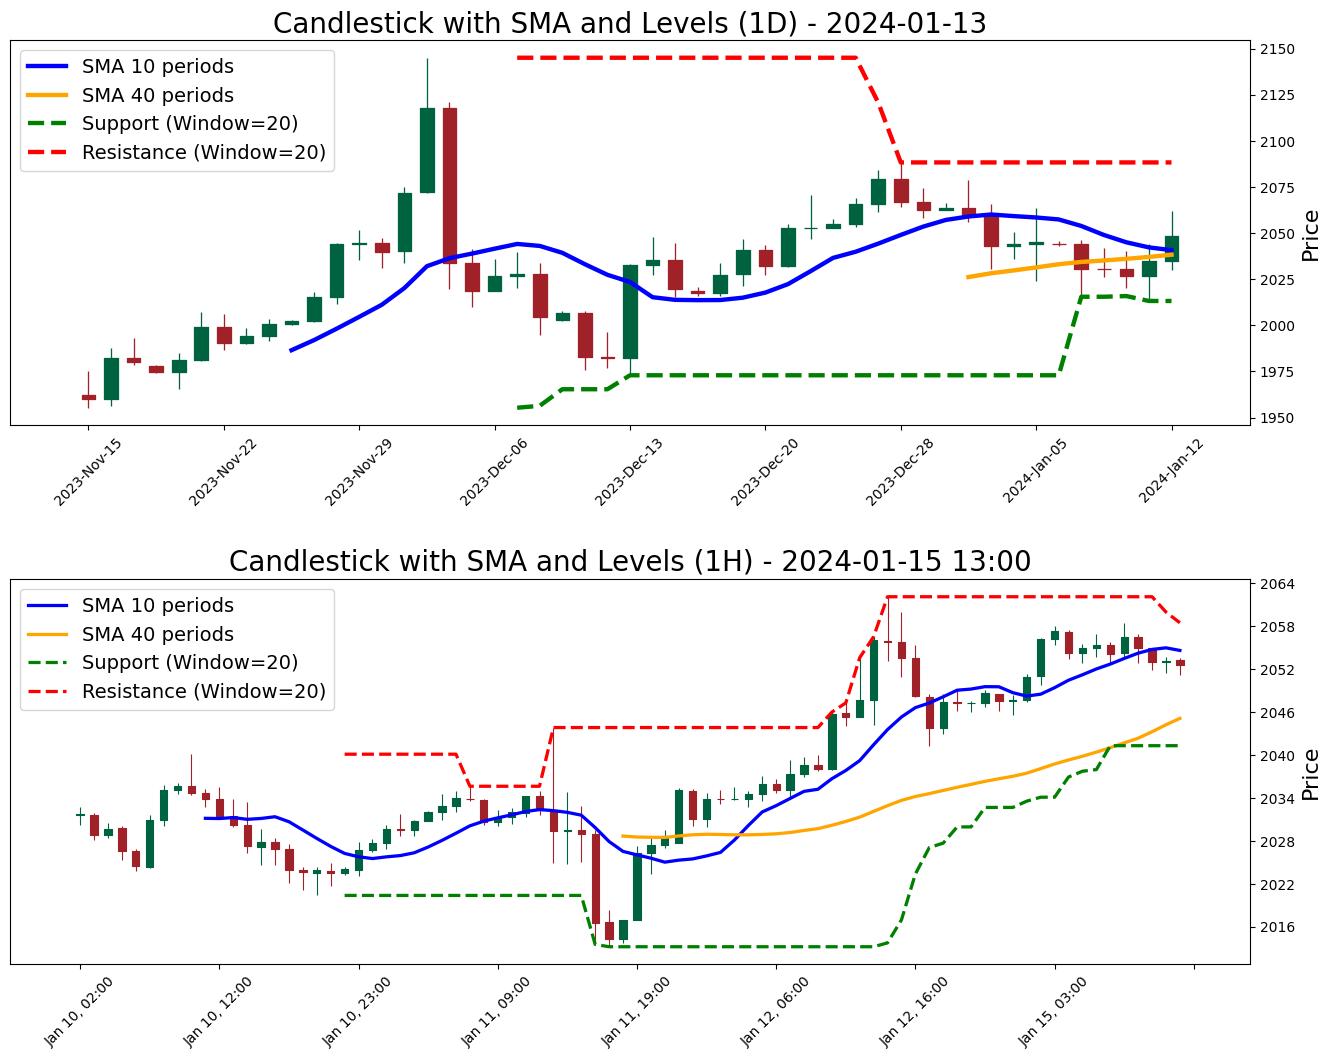 Candlestick with SMA and Levels (1D) - 2024-01-13
SMA 10 periods
SMA 40 periods
Support (Window=20)
Resistance (Window=20)
2150
2125
2100
2075
2050
2025
2000
1975
1950
Price
2023-Nov-15
2023-Nov-22
2023-Nov-29
2023-Dec-06
2023-Dec-13
2023-Dec-20
2023-Dec-28
2024-Jan-05
2024-Jan-12
Candlestick with SMA and Levels (1H) - 2024-01-15 13:00
SMA 10 periods
SMA 40 periods
Support (Window=20)
Resistance (Window=20)
2064
2058
2052
2046
2040
2034
2028
2022
2016
Price
Jan 10, 02:00
Jan 10, 12:00
Jan 10, 23:00
Jan 11, 09:00
Jan 11, 19:00
Jan 12, 06:00
Jan 12, 16:00
Jan 15, 03:00